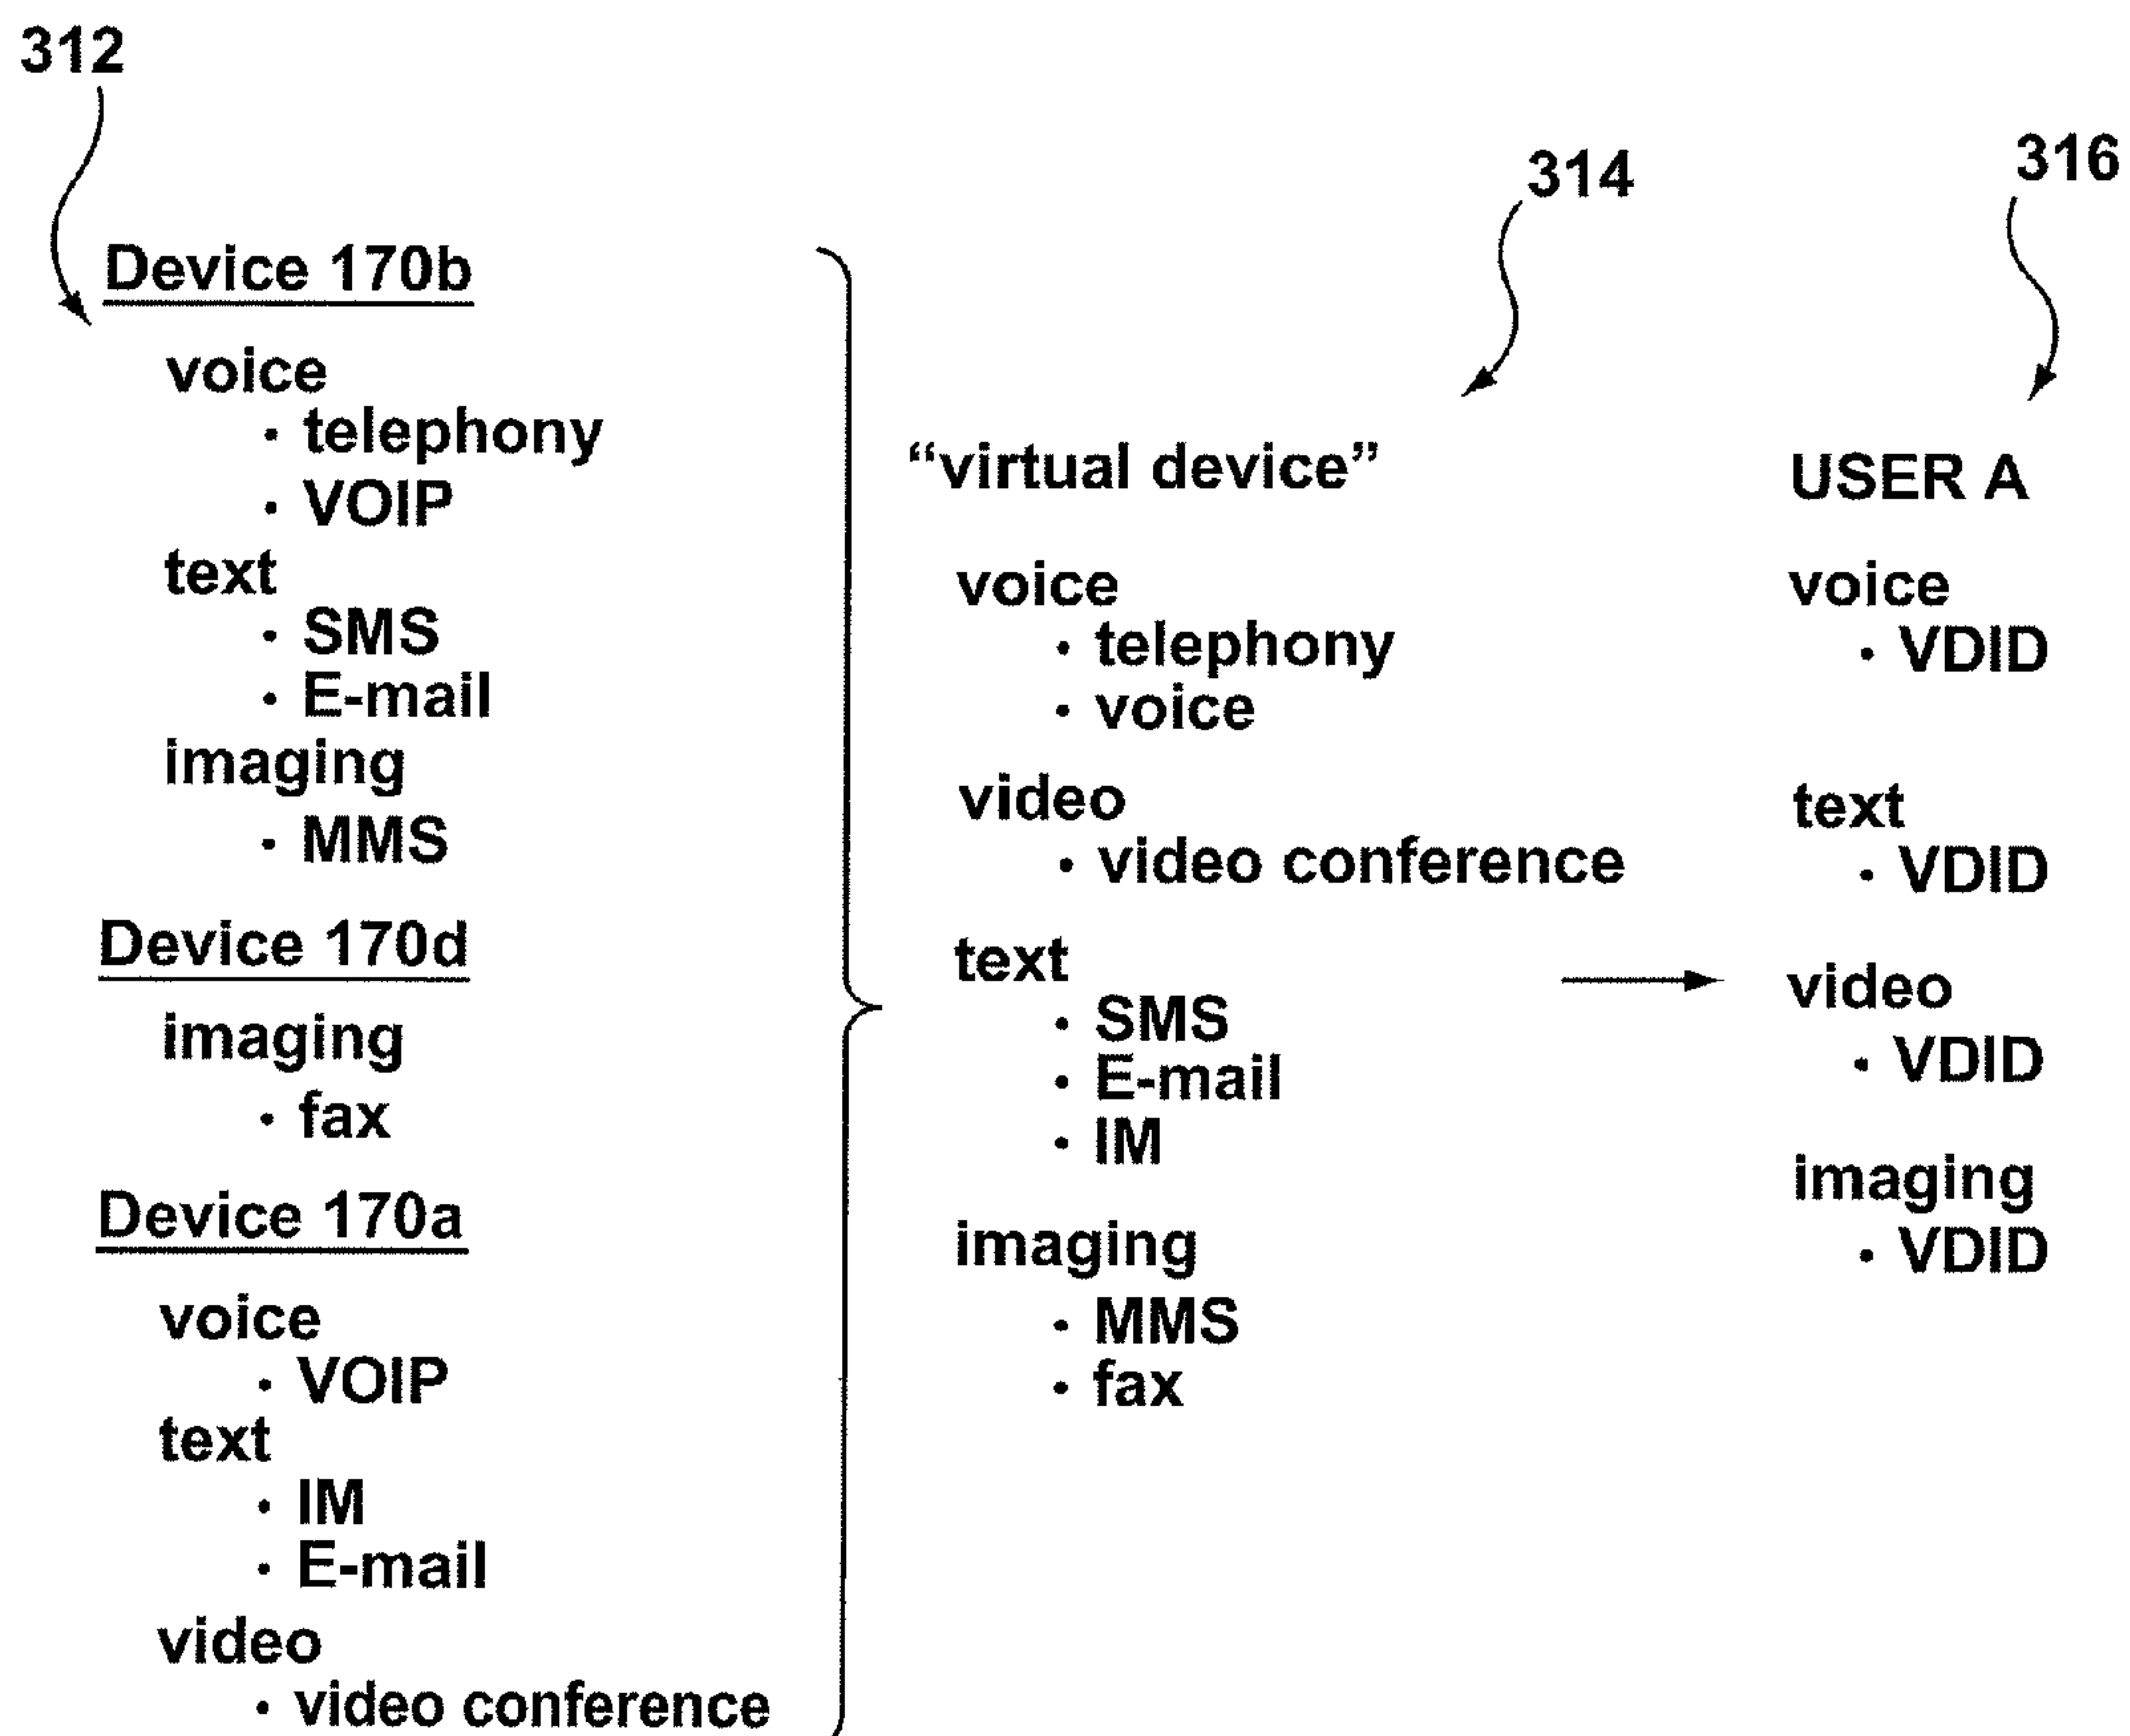 312
Device 170b
voice
· telephony
· VOIP
text
· SMS
· E-mail
imaging
· MMS
Device 170d
imaging
· fax
Device 170a
voice
· VOIP
text
· IM
· E-mail
video
· video conference
314
“virtual device”
voice
· telephony
· voice
video
· video conference
text
· SMS
· E-mail
· IM
imaging
· MMS
· fax
316
USER A
voice
· VDID
text
· VDID
video
· VDID
imaging
· VDID